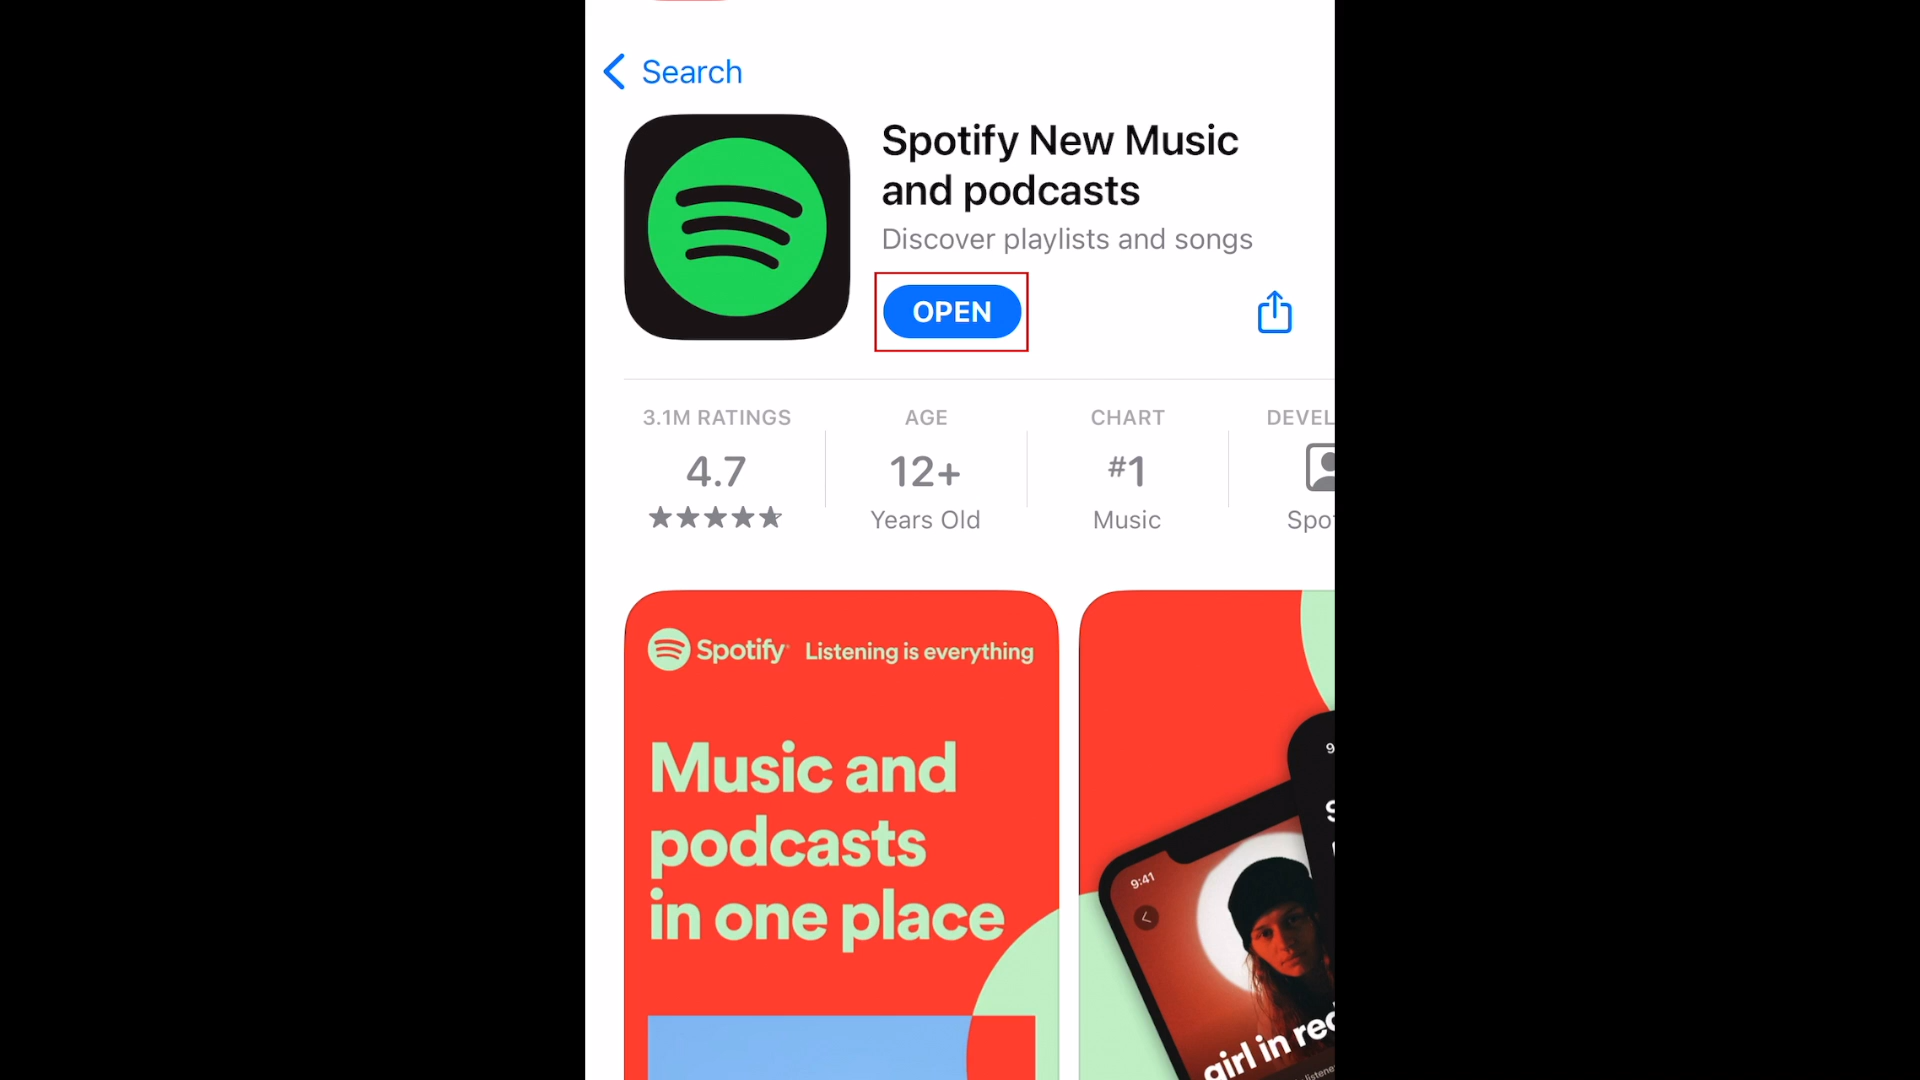 Search
Spotify New Music
and podcasts
Discover playlists and songs
OPEN
3.1M RATINGS
4.7
AGE
12+
Years Old
CHART
#1
Music
DEVEL
Spot
Spotify Listening is everything
Music and
podcasts
in one place
9:41
girl in red